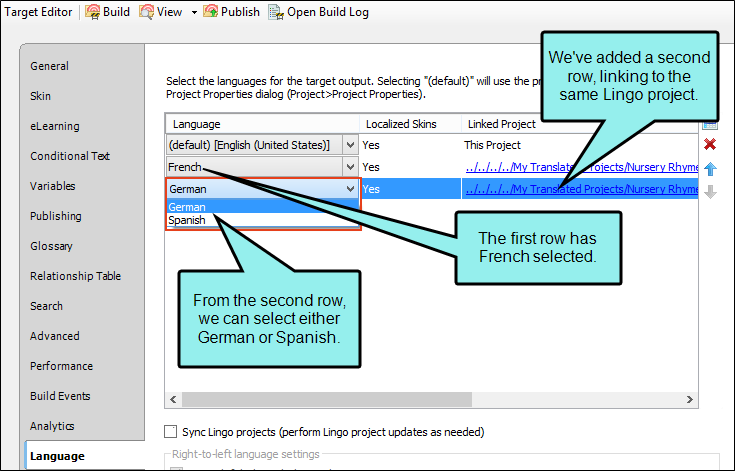 Target Editor Build View Publish Open Build Log
General
Skin
eLearning
Conditional Text
Variables
Publishing
Glossary
Relationship Table
Search
Advanced
Performance
Build Events
Analytics
Language
Select the languages for the target output. Selecting "(default)" will use the
Project Properties dialog (Project>Project Properties).
Language Localized Skins Linked Project
(default) [English (United States)] Yes This Project
French Yes ../../../../My Translated Projects/Nursery Rhyme
German Yes ../../../../My Translated Projects/Nursery Rhyme
German
Spanish
We've added a second
row, linking to the
same Lingo project.
The first row has
French selected.
From the second row,
we can select either
German or Spanish.
Sync Lingo projects (perform Lingo project updates as needed)
Right-to-left language settings